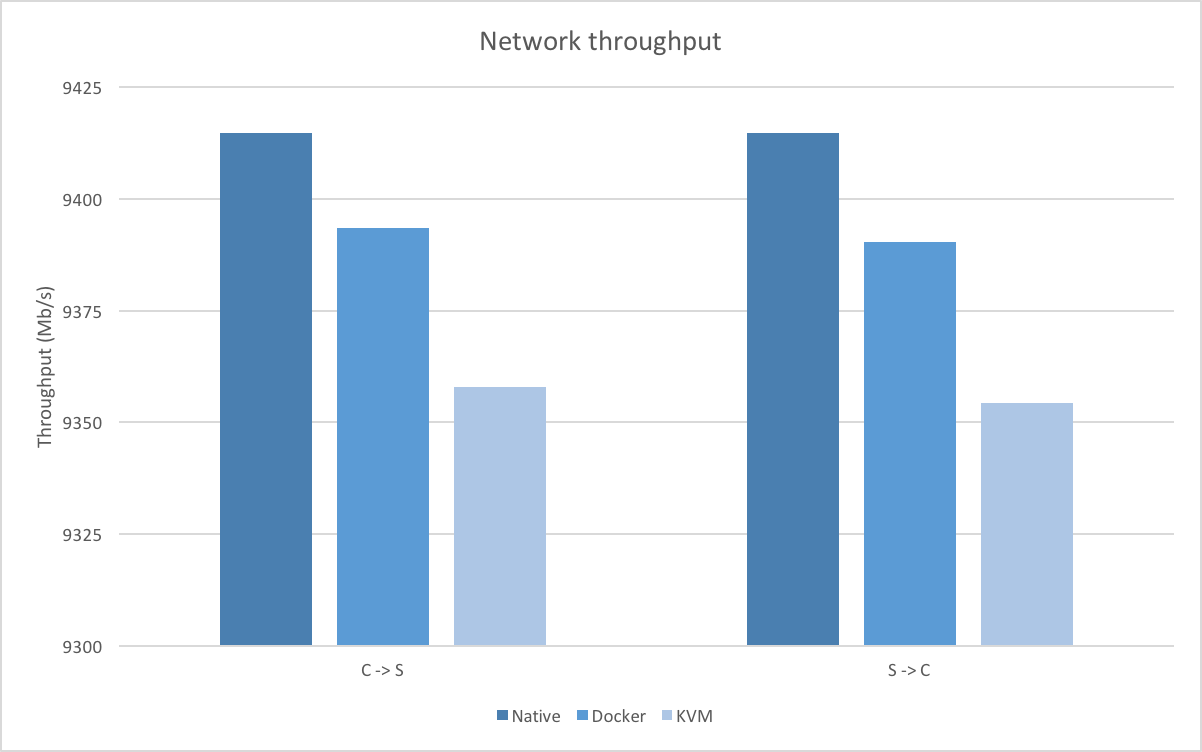 Network throughput
Throughput (Mb/s)
9425
9400
9375
9350
9325
9300
C -> S
S -> C
Native
Docker
KVM